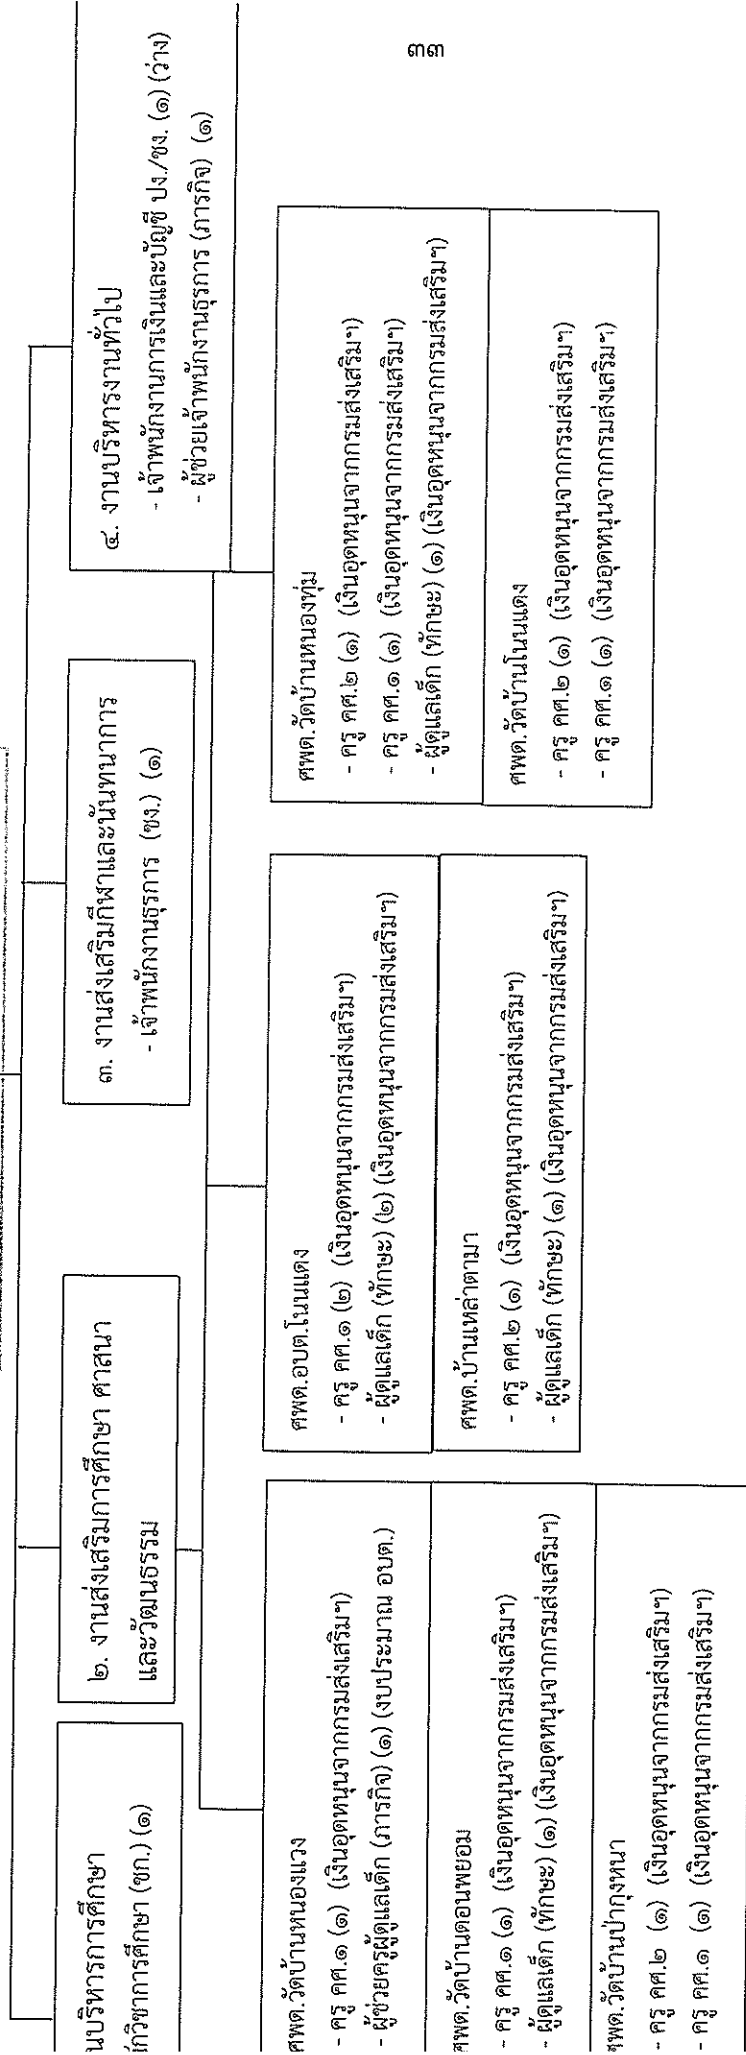 ๓๓
นบริหารการศึกษา
ักวิชาการศึกษา (ชก.) (๑)
๒. งานส่งเสริมการศึกษา ศาสนา
และวัฒนธรรม
๓. งานส่งเสริมกีฬาและนันทนาการ
- เจ้าพนักงานธุรการ (ชง.) (๑)
๔. งานบริหารงานทั่วไป
- เจ้าพนักงานการเงินและบัญชี ปง./ชง. (๑) (ว่าง)
- ผู้ช่วยเจ้าพนักงานธุรการ (ภารกิจ) (๑)
ศพด.วัดบ้านหนองแวง
- ครู คศ.๑ (๑) (เงินอุดหนุนจากกรมส่งเสริมฯ)
- ผู้ช่วยครูผู้ดูแลเด็ก (ภารกิจ) (๑) (งบประมาณ อบต.)
ศพด.วัดบ้านดอนพยอม
- ครู คศ.๑ (๑) (เงินอุดหนุนจากกรมส่งเสริมฯ)
- ผู้ดูแลเด็ก (ทักษะ) (๑) (เงินอุดหนุนจากกรมส่งเสริมฯ)
ศพด.วัดบ้านป่ากุงหนา
- ครู คศ.๒ (๑) (เงินอุดหนุนจากกรมส่งเสริมฯ)
- ครู คศ.๑ (๑) (เงินอุดหนุนจากกรมส่งเสริมฯ)
ศพด.อบต.โนนแดง
- ครู คศ.๑ (๒) (เงินอุดหนุนจากกรมส่งเสริมฯ)
- ผู้ดูแลเด็ก (ทักษะ) (๒) (เงินอุดหนุนจากกรมส่งเสริมฯ)
ศพด.บ้านเหล่าตามา
- ครู คศ.๒ (๑) (เงินอุดหนุนจากกรมส่งเสริมฯ)
- ผู้ดูแลเด็ก (ทักษะ) (๑) (เงินอุดหนุนจากกรมส่งเสริมฯ)
ศพด.วัดบ้านหนองทุ่ม
- ครู คศ.๒ (๑) (เงินอุดหนุนจากกรมส่งเสริมฯ)
- ครู คศ.๑ (๑) (เงินอุดหนุนจากกรมส่งเสริมฯ)
- ผู้ดูแลเด็ก (ทักษะ) (๑) (เงินอุดหนุนจากกรมส่งเสริมฯ)
ศพด.วัดบ้านโนนแดง
- ครู คศ.๒ (๑) (เงินอุดหนุนจากกรมส่งเสริมฯ)
- ครู คศ.๑ (๑) (เงินอุดหนุนจากกรมส่งเสริมฯ)